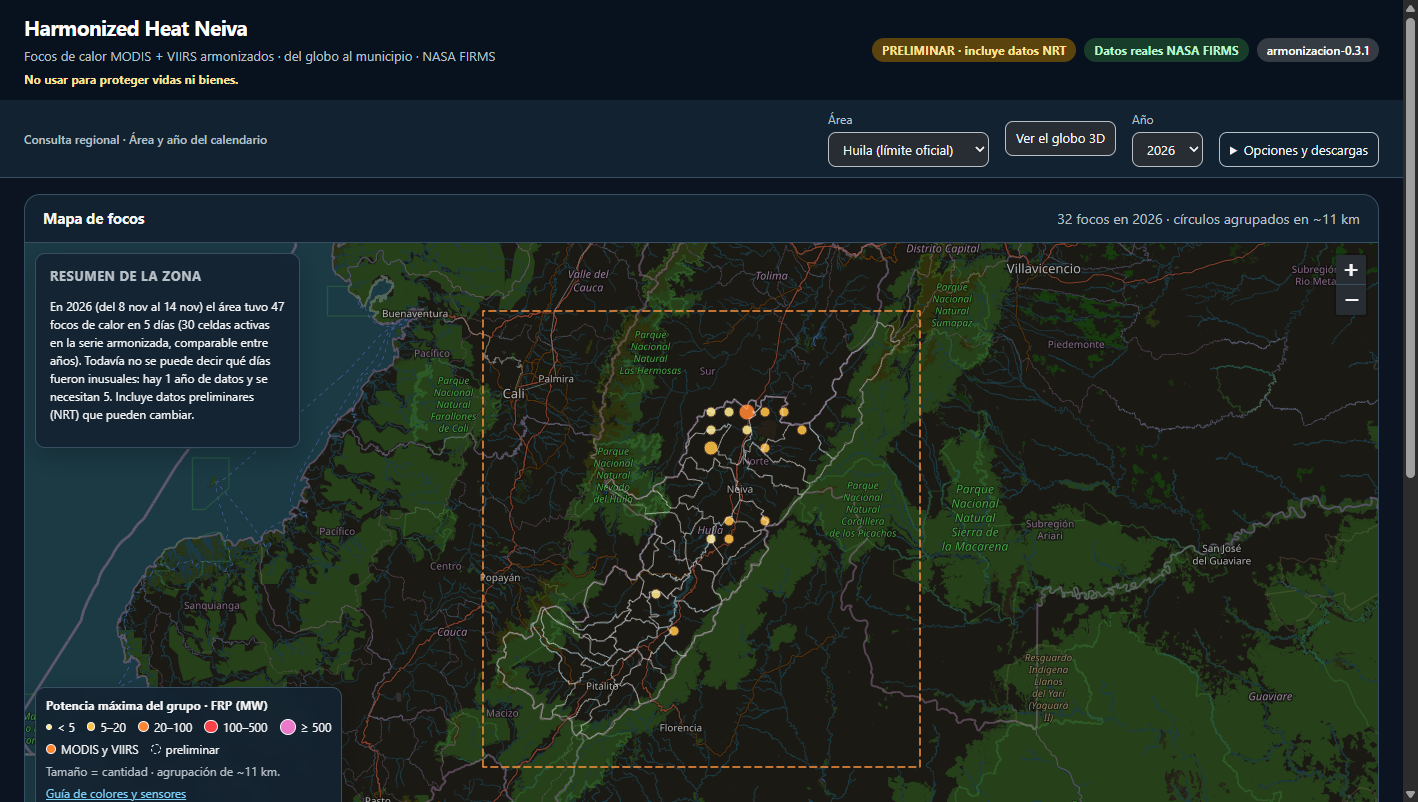 Harmonized Heat Neiva
Focos de calor MODIS + VIIRS armonizados · del globo al municipio · NASA FIRMS
No usar para proteger vidas ni bienes.
PRELIMINAR · incluye datos NRT
Datos reales NASA FIRMS
armonizacion-0.3.1
Consulta regional · Área y año del calendario
Área
Huila (límite oficial)
Ver el globo 3D
Año
2026
Opciones y descargas
Mapa de focos
32 focos en 2026 · círculos agrupados en ~11 km
RESUMEN DE LA ZONA
En 2026 (del 8 nov al 14 nov) el área tuvo 47
focos de calor en 5 días (30 celdas activas
en la serie armonizada, comparable entre
años). Todavía no se puede decir qué días
fueron inusuales: hay 1 año de datos y se
necesitan 5. Incluye datos preliminares
(NRT) que pueden cambiar.
+
−
Distrito Capital
Villavicencio
Subregión
Río Meta
Valle del
Cauca
Tolima
Parque
Nacional
Natural
Sumapaz
Buenaventura
Pacífico
Parque
Nacional
Natural
Las Hermosas
Piedemonte
Sur
Palmira
Cali
Parque
Nacional
Natural
Farallones
de Cali
Parque
Nacional
Natural
Nevado
del Huila
Norte
Neiva
Parque
Nacional
Natural
Cordillera
de los Picachos
Parque
Nacional
Natural
Sierra de
la Macarena
Subregión
Ariari
Pacífico
Huila
San José
del Guaviare
Centro
Popayán
Sanquianga
Cauca
Pitalito
Macizo
Florencia
Resguardo
Indígena
Llanos
del Yarí
(Yaguará
II)
Guaviare
Pasto
Potencia máxima del grupo · FRP (MW)
< 5
5–20
20–100
100–500
≥ 500
MODIS y VIIRS
preliminar
Tamaño = cantidad · agrupación de ~11 km.
Guía de colores y sensores